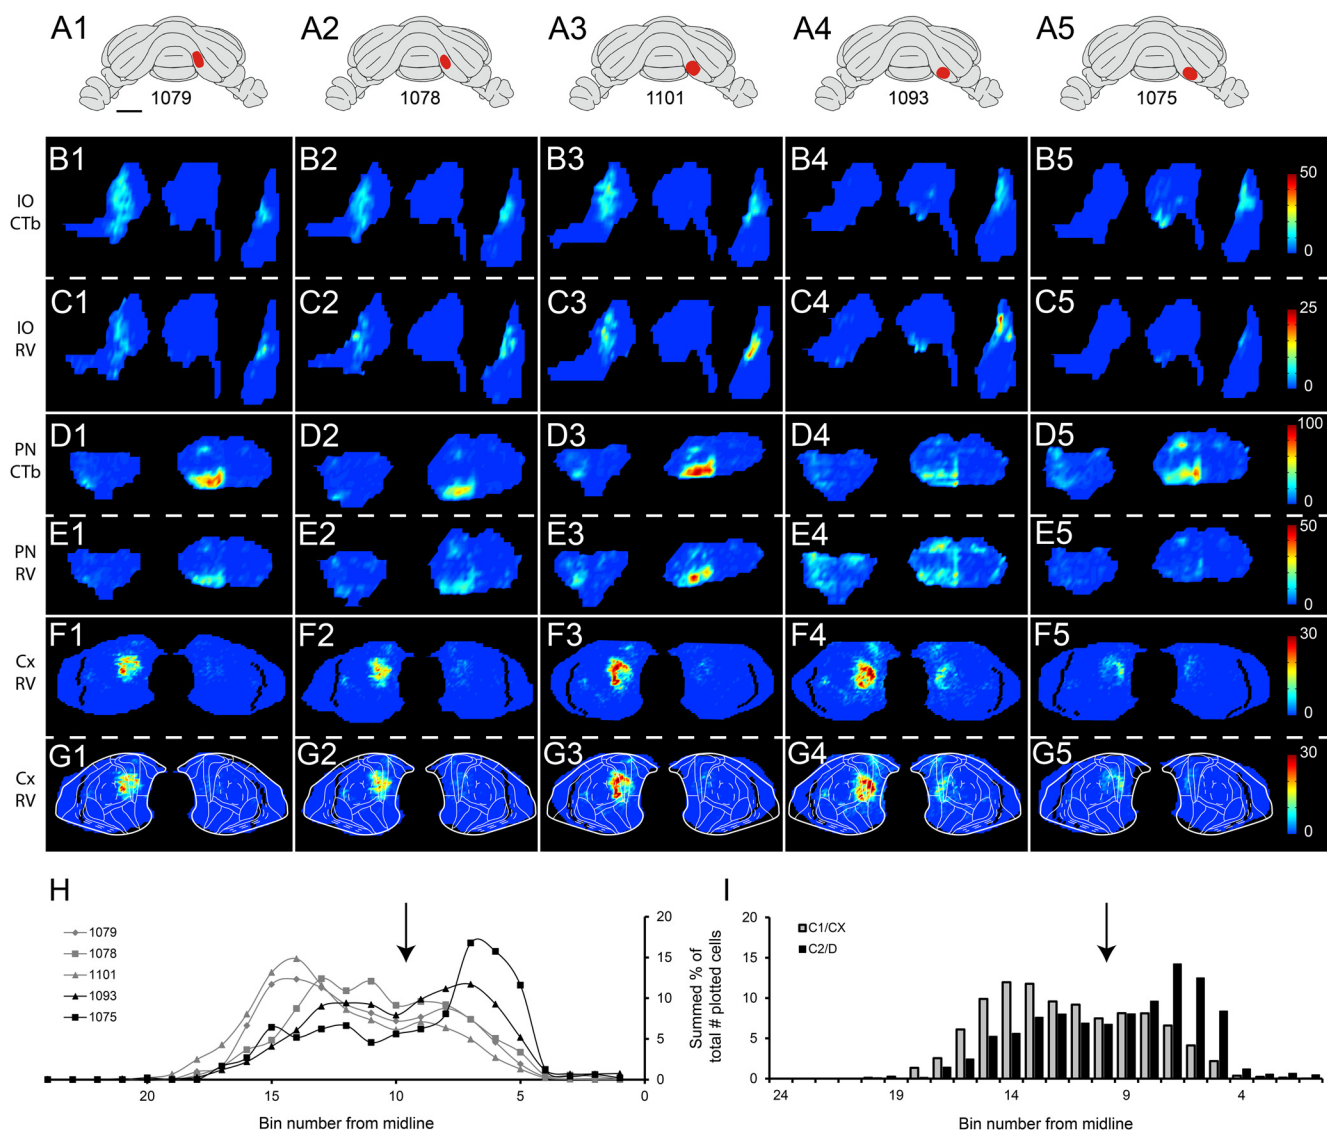 A1 A2 A3 A4 A5
1079 1078 1101 1093 1075
B1 B2 B3 B4 B5
IO
CTb
50
0
C1 C2 C3 C4 C5
IO
RV
25
0
D1 D2 D3 D4 D5
PN
CTb
100
0
E1 E2 E3 E4 E5
PN
RV
50
0
F1 F2 F3 F4 F5
Cx
RV
30
0
G1 G2 G3 G4 G5
Cx
RV
30
0
H
1079
1078
1101
1093
1075
20
15
10
5
0
20 15 10 5 0
Bin number from midline
I
Summed % of
total # plotted cells
C1/CX
C2/D
20
15
10
5
0
24 19 14 9 4
Bin number from midline